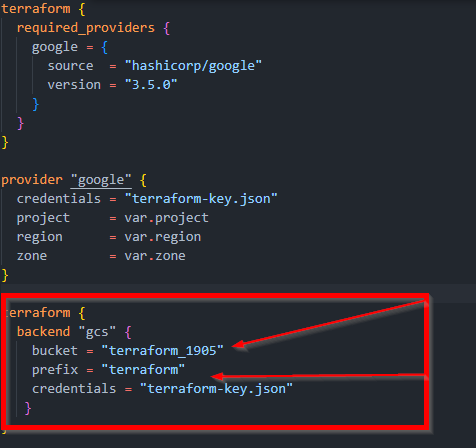 terraform {
required_providers {
google = {
source = "hashicorp/google"
version = "3.5.0"
}
}
}
provider "google" {
credentials = "terraform-key.json"
project = var.project
region = var.region
zone = var.zone
}
terraform {
backend "gcs" {
bucket = "terraform_1905"
prefix = "terraform"
credentials = "terraform-key.json"
}
}